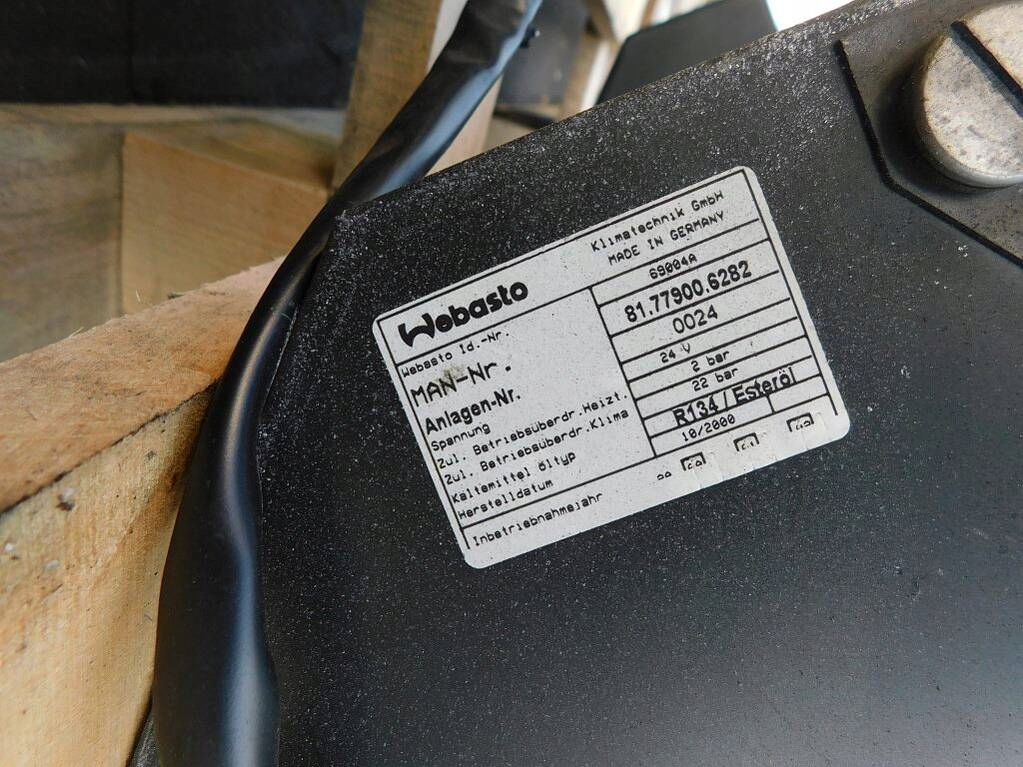 Webasto Klimatechnik GmbH
MADE IN GERMANY
Webasto Id.-Nr. 69004A
MAN-Nr. 81.77900.6282
Anlagen-Nr. 0024
Spannung 24 V
Zul. Betriebsüberdr.Heizt. 2 bar
Zul. Betriebsüberdr.Klima 22 bar
Kältemittel öltyp R134 / Esteröl
Herstelldatum 10/2000
Inbetriebnahmejahr